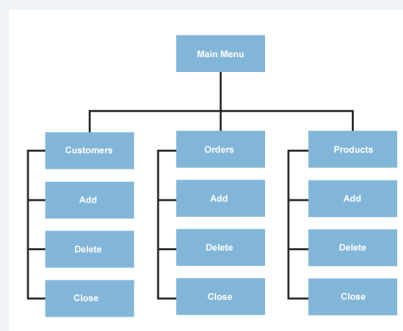 Main Menu
Customers
Orders
Products
Add
Add
Add
Delete
Delete
Delete
Close
Close
Close